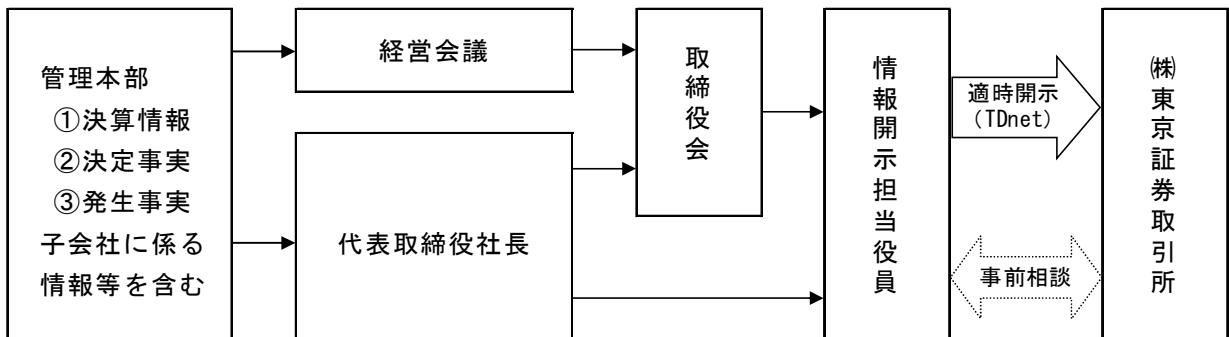 管理本部
①決算情報
②決定事実
③発生事実
子会社に係る
情報等を含む
経営会議
代表取締役社長
取締役会
情報開示担当役員
適時開示
（TDnet）
事前相談
㈱東京証券取引所